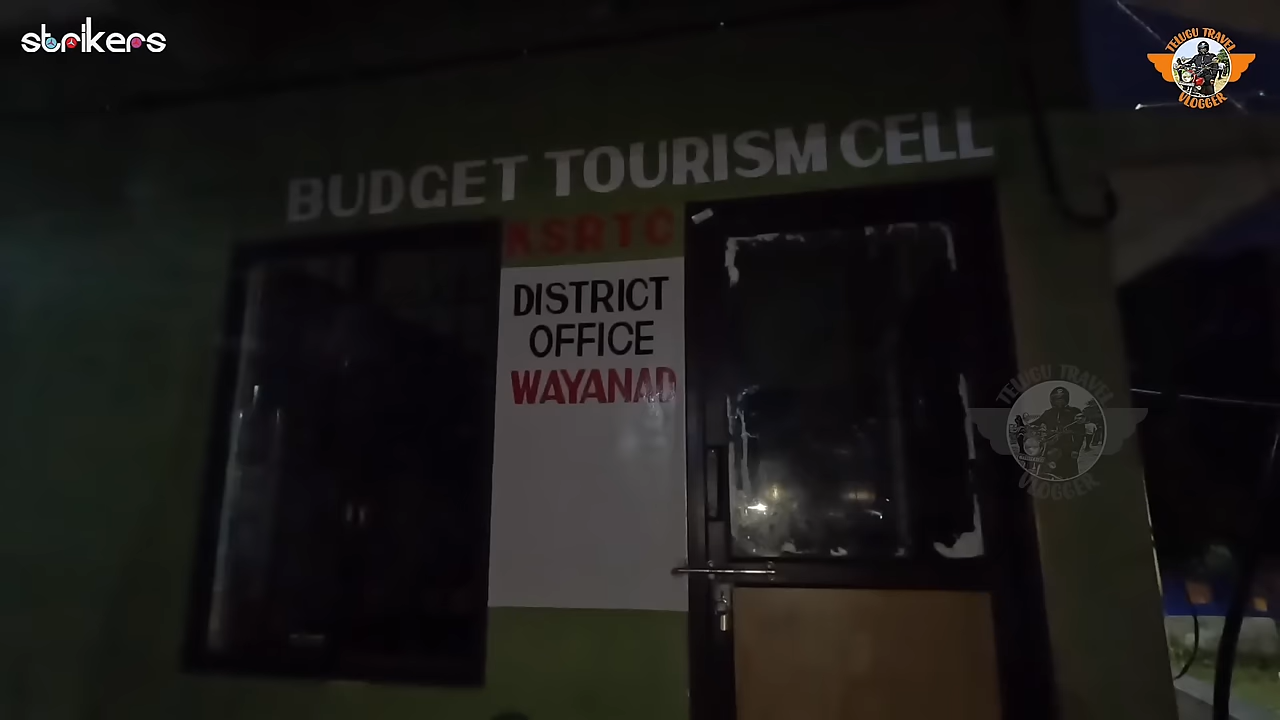 strikers
TELUGU TRAVEL
VLOGGER
BUDGET TOURISM CELL
KSRTC
DISTRICT
OFFICE
WAYANAD
TELUGU TRAVEL
VLOGGER